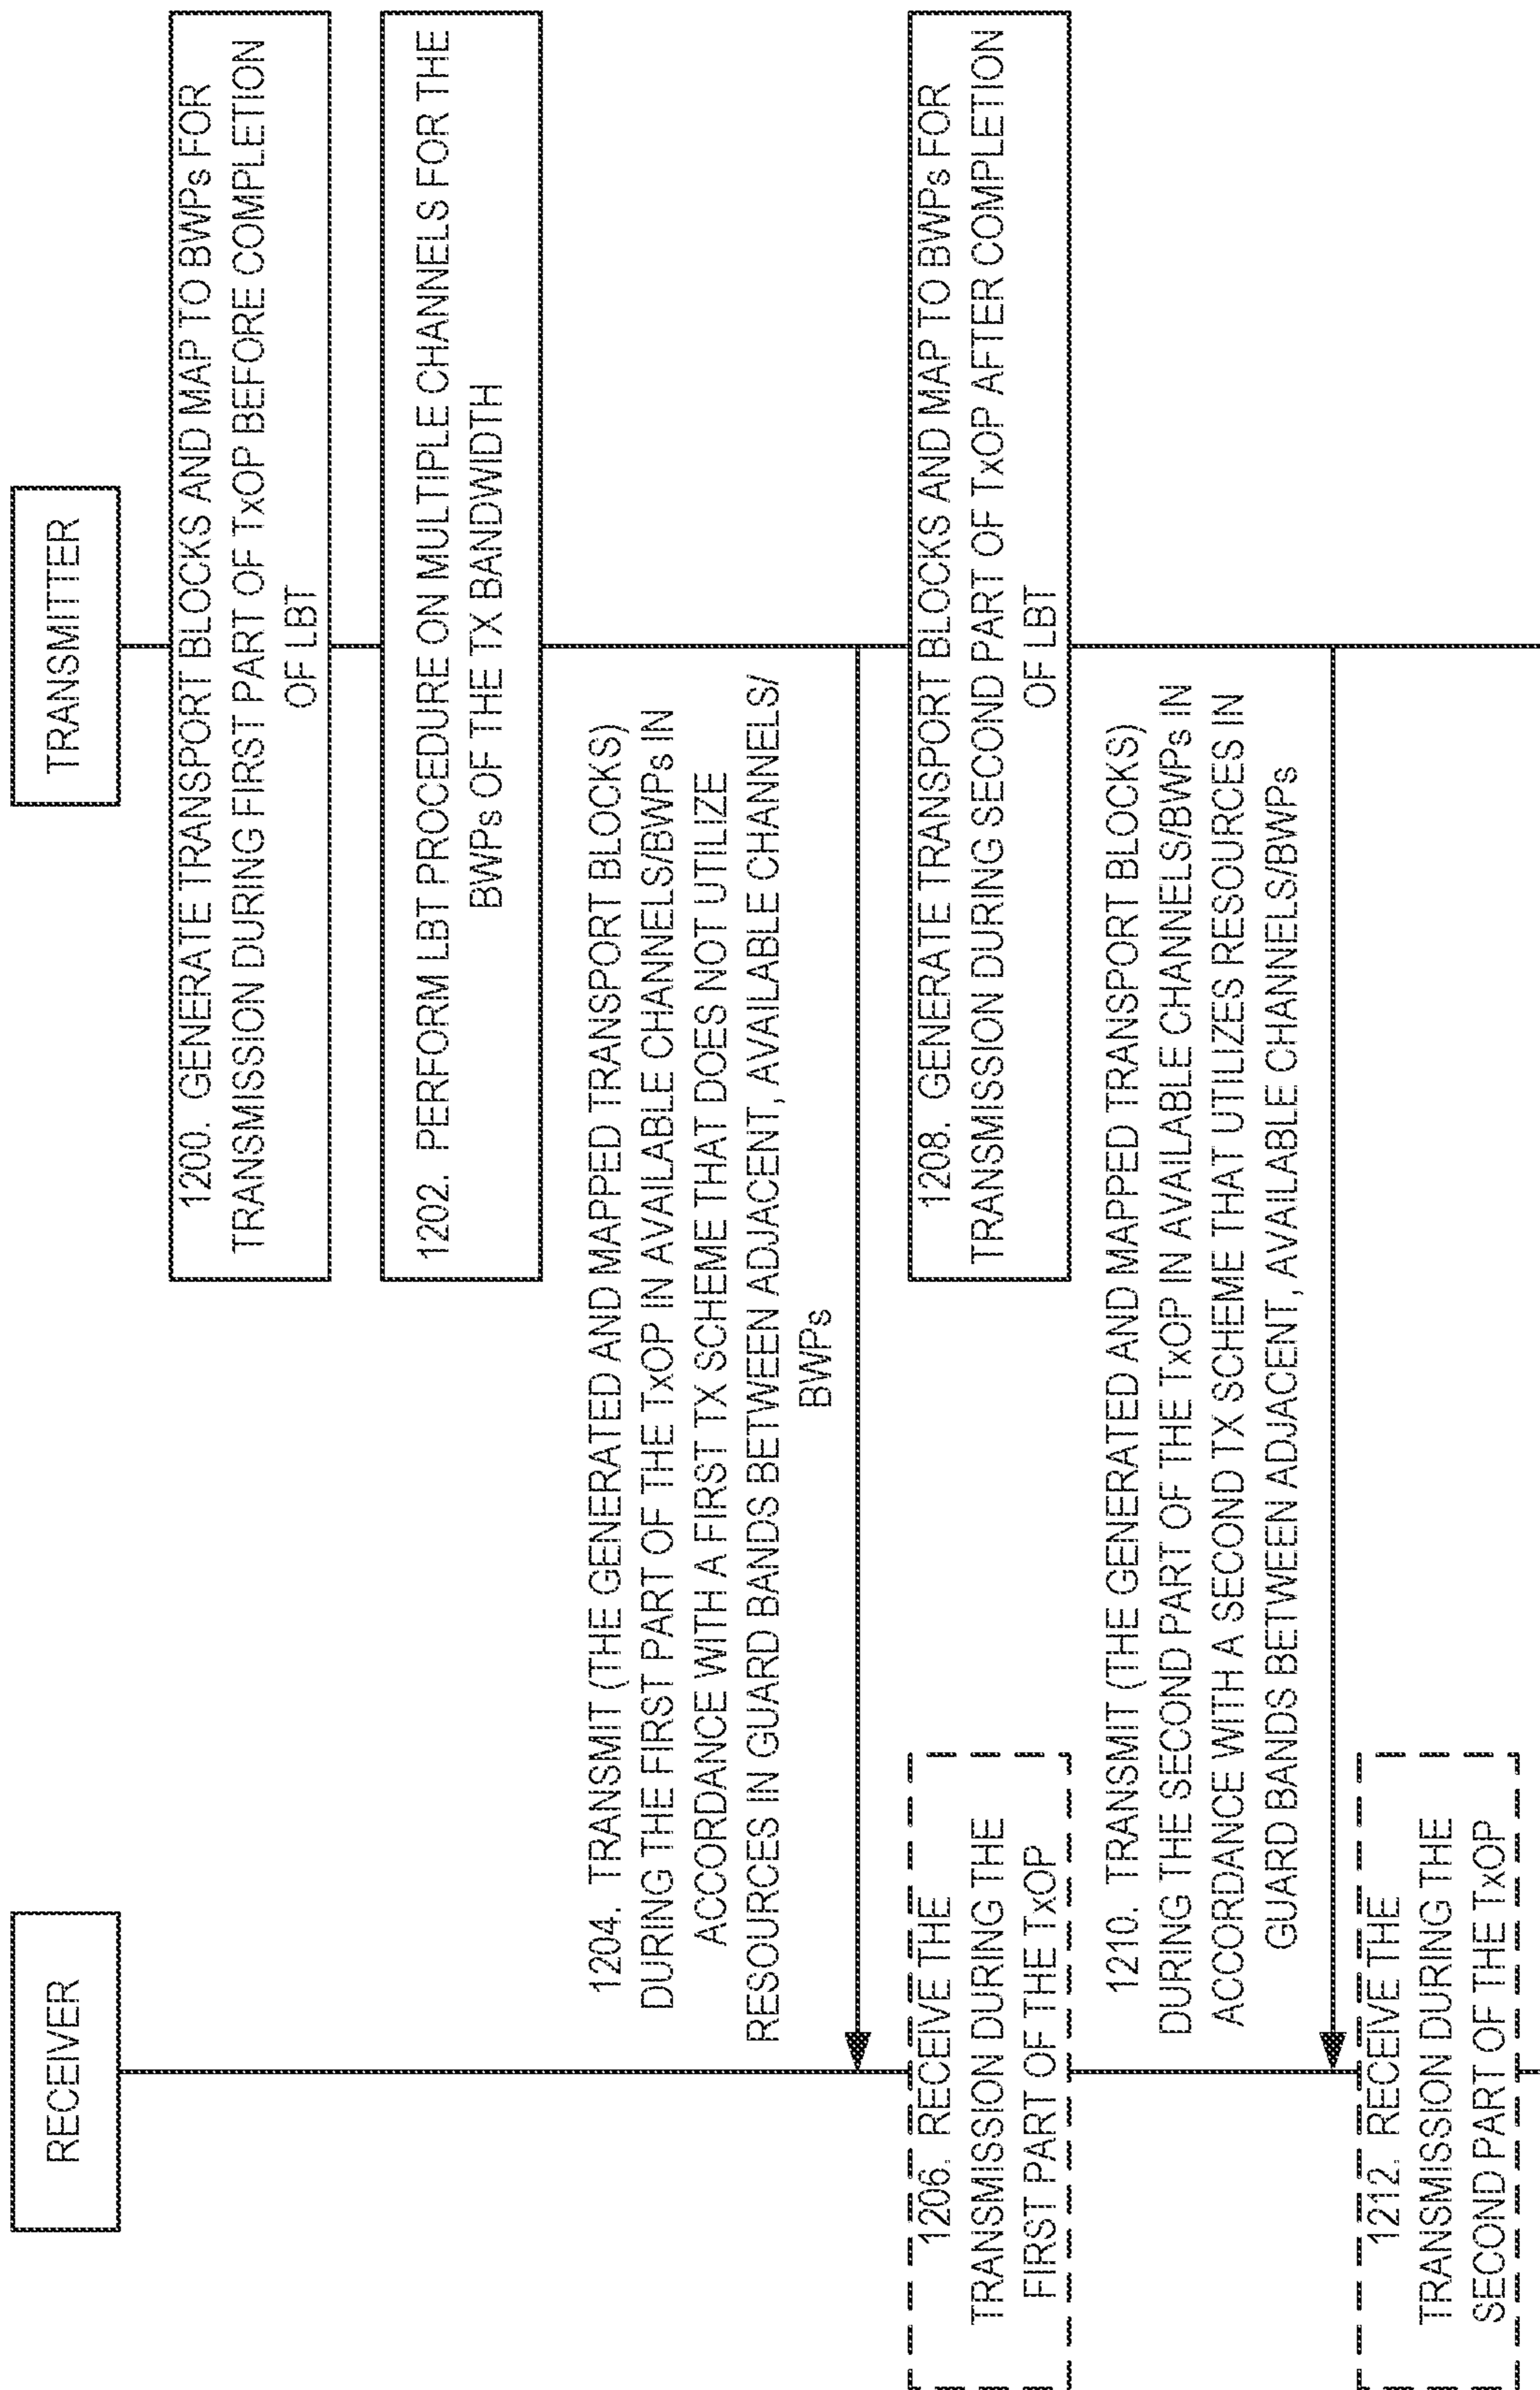 RECEIVER
TRANSMITTER
1200. GENERATE TRANSPORT BLOCKS AND MAP TO BWPs FOR
TRANSMISSION DURING FIRST PART OF TxOP BEFORE COMPLETION
OF LBT
1202. PERFORM LBT PROCEDURE ON MULTIPLE CHANNELS FOR THE
BWPs OF THE TX BANDWIDTH
1204. TRANSMIT (THE GENERATED AND MAPPED TRANSPORT BLOCKS)
DURING THE FIRST PART OF THE TxOP IN AVAILABLE CHANNELS/BWPs IN
ACCORDANCE WITH A FIRST TX SCHEME THAT DOES NOT UTILIZE
RESOURCES IN GUARD BANDS BETWEEN ADJACENT, AVAILABLE CHANNELS/
BWPs
1206. RECEIVE THE
TRANSMISSION DURING THE
FIRST PART OF THE TxOP
1208. GENERATE TRANSPORT BLOCKS AND MAP TO BWPs FOR
TRANSMISSION DURING SECOND PART OF TxOP AFTER COMPLETION
OF LBT
1210. TRANSMIT (THE GENERATED AND MAPPED TRANSPORT BLOCKS)
DURING THE SECOND PART OF THE TxOP IN AVAILABLE CHANNELS/BWPs IN
ACCORDANCE WITH A SECOND TX SCHEME THAT UTILIZES RESOURCES IN
GUARD BANDS BETWEEN ADJACENT, AVAILABLE CHANNELS/BWPs
1212. RECEIVE THE
TRANSMISSION DURING THE
SECOND PART OF THE TxOP